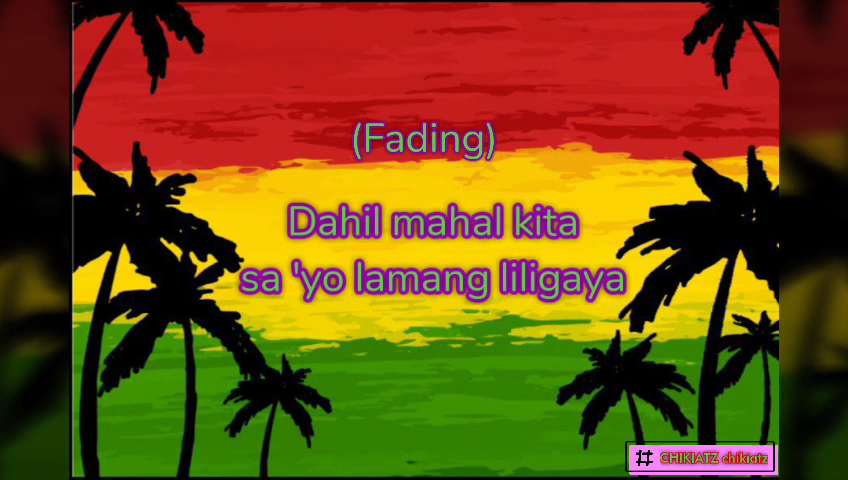 (Fading)
Dahil mahal kita
sa 'yo lamang liligaya
# CHIKIATZ chikiatz